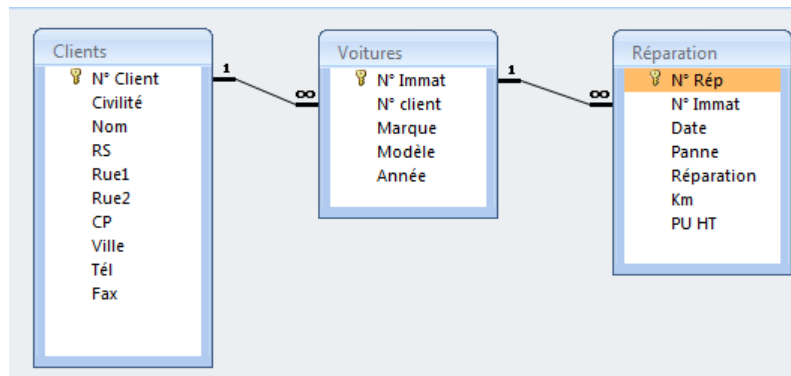 Clients
N° Client
Civilité
Nom
RS
Rue1
Rue2
CP
Ville
Tél
Fax
1
∞
Voitures
N° Immat
N° client
Marque
Modèle
Année
1
∞
Réparation
N° Rép
N° Immat
Date
Panne
Réparation
Km
PU HT